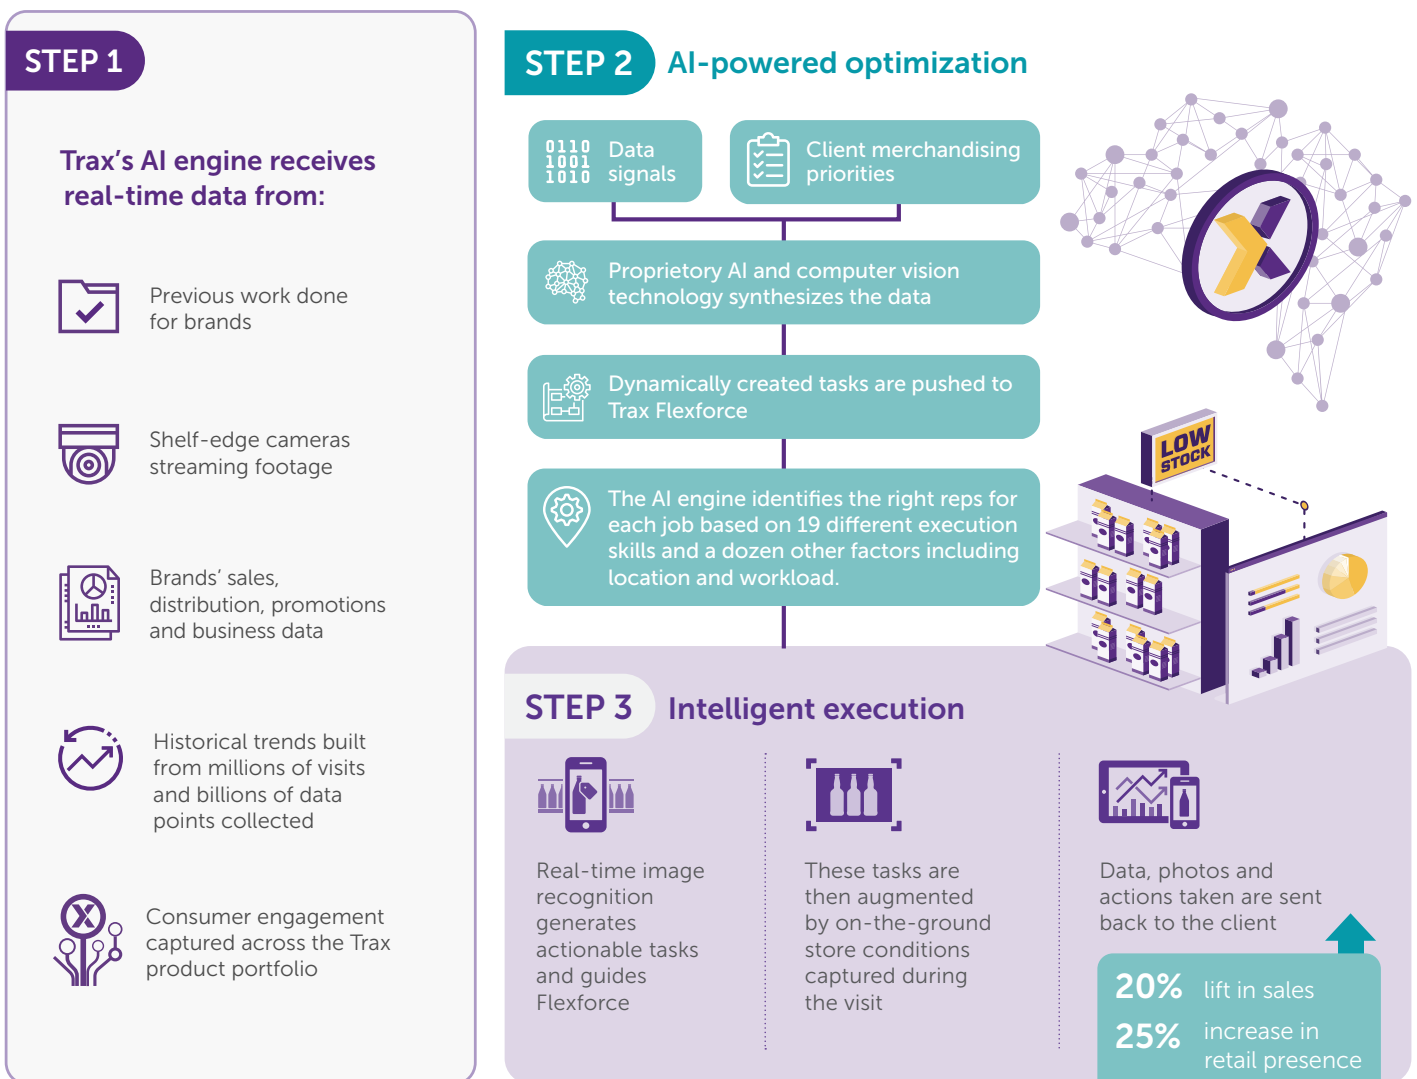 STEP 1
Trax's AI engine receives
real-time data from:
Previous work done
for brands
Shelf-edge cameras
streaming footage
Brands' sales,
distribution, promotions
and business data
Historical trends built
from millions of visits
and billions of data
points collected
Consumer engagement
captured across the Trax
product portfolio
STEP 2
AI-powered optimization
0110
1001
1010
Data
signals
Client merchandising
priorities
Proprietory AI and computer vision
technology synthesizes the data
Dynamically created tasks are pushed to
Trax Flexforce
The AI engine identifies the right reps for
each job based on 19 different execution
skills and a dozen other factors including
location and workload.
LOW
STOCK
STEP 3
Intelligent execution
Real-time image
recognition
generates
actionable tasks
and guides
Flexforce
These tasks are
then augmented
by on-the-ground
store conditions
captured during
the visit
Data, photos and
actions taken are sent
back to the client
20% lift in sales
25% increase in
retail presence